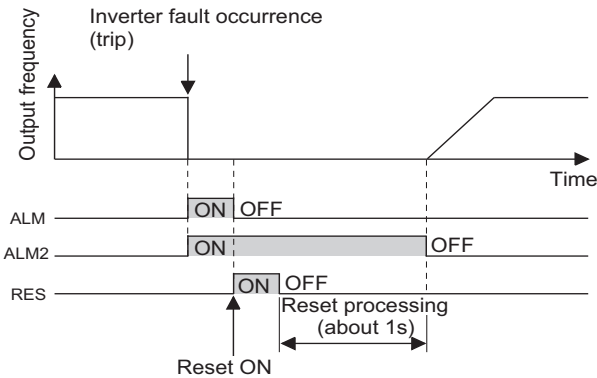 Inverter fault occurrence
(trip)
Output frequency
Time
ALM
ON
OFF
ALM2
ON
OFF
RES
ON
OFF
Reset processing
(about 1s)
Reset ON